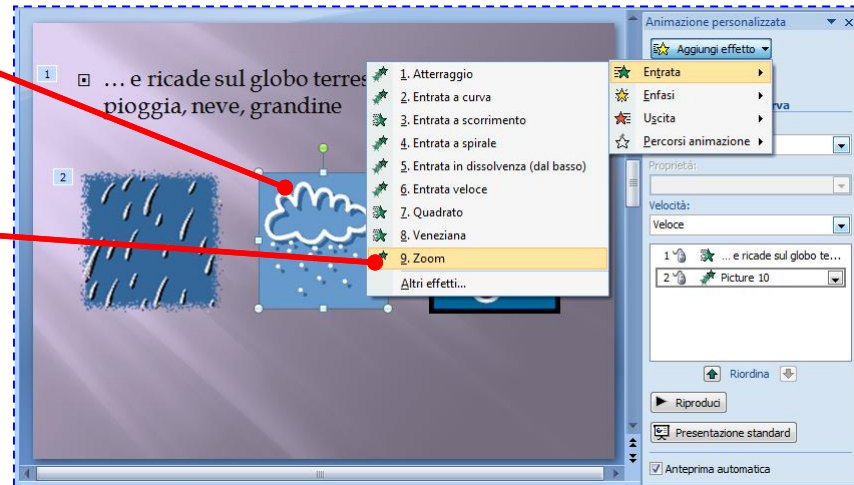 Animazione personalizzata
Aggiungi effetto
1
… e ricade sul globo terres
pioggia, neve, grandine
2
1. Atterraggio
2. Entrata a curva
3. Entrata a scorrimento
4. Entrata a spirale
5. Entrata in dissolvenza (dal basso)
6. Entrata veloce
7. Quadrato
8. Veneziana
9. Zoom
Altri effetti...
Entrata
Enfasi
Uscita
Percorsi animazione
rva
Proprietà:
Velocità:
Veloce
1 ... e ricade sul globo te...
2 Picture 10
Riordina
Riproduci
Presentazione standard
Anteprima automatica